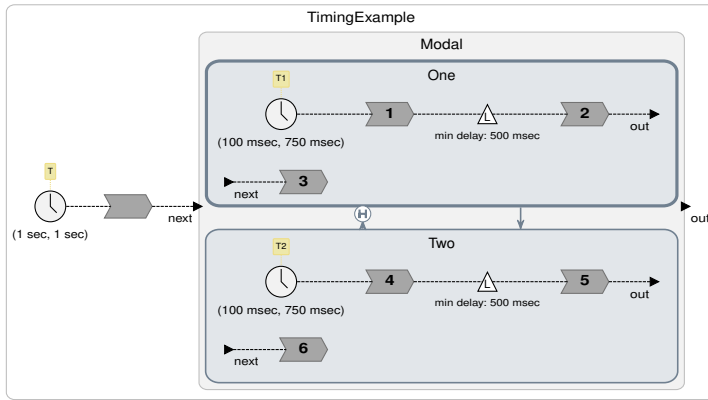 TimingExample
Modal
One
T1
1
L
2
(100 msec, 750 msec)
min delay: 500 msec
out
3
next
T
next
(1 sec, 1 sec)
H
out
Two
T2
4
L
5
(100 msec, 750 msec)
min delay: 500 msec
out
6
next